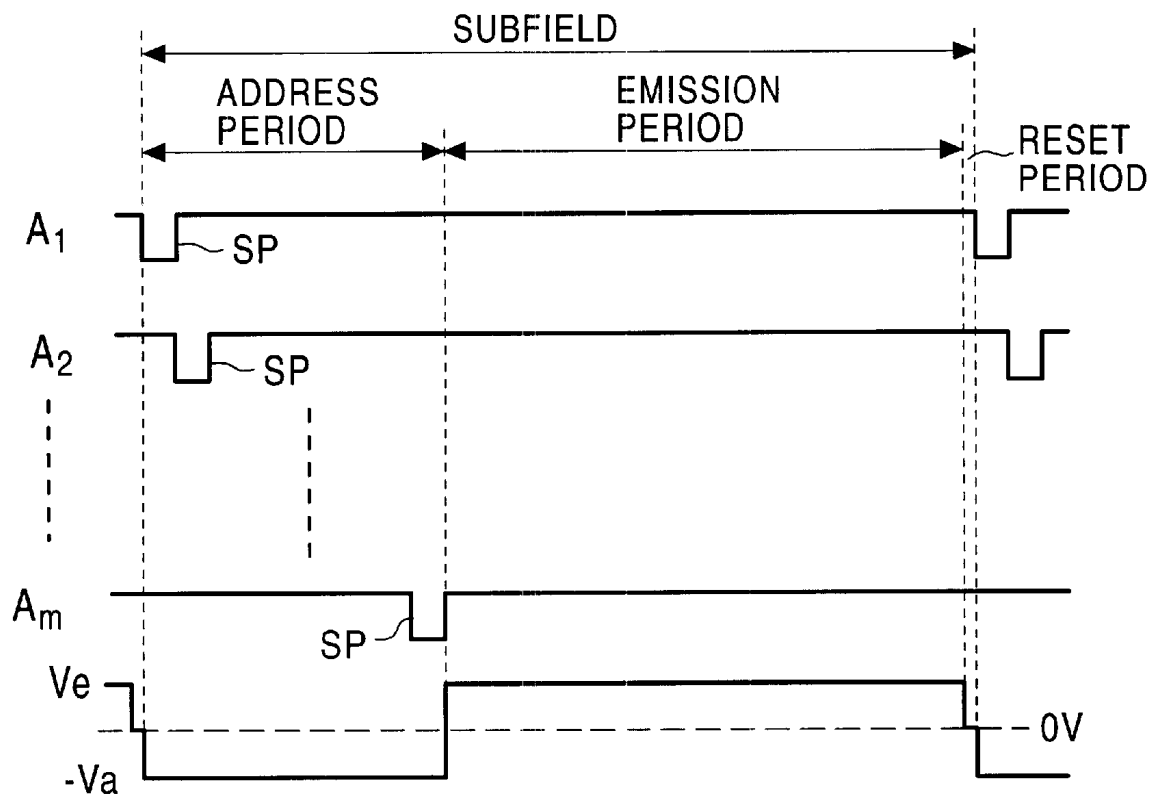 SUBFIELD
ADDRESS
PERIOD
EMISSION
PERIOD
RESET
PERIOD
A1
SP
A2
SP
Am
SP
Ve
0V
-Va